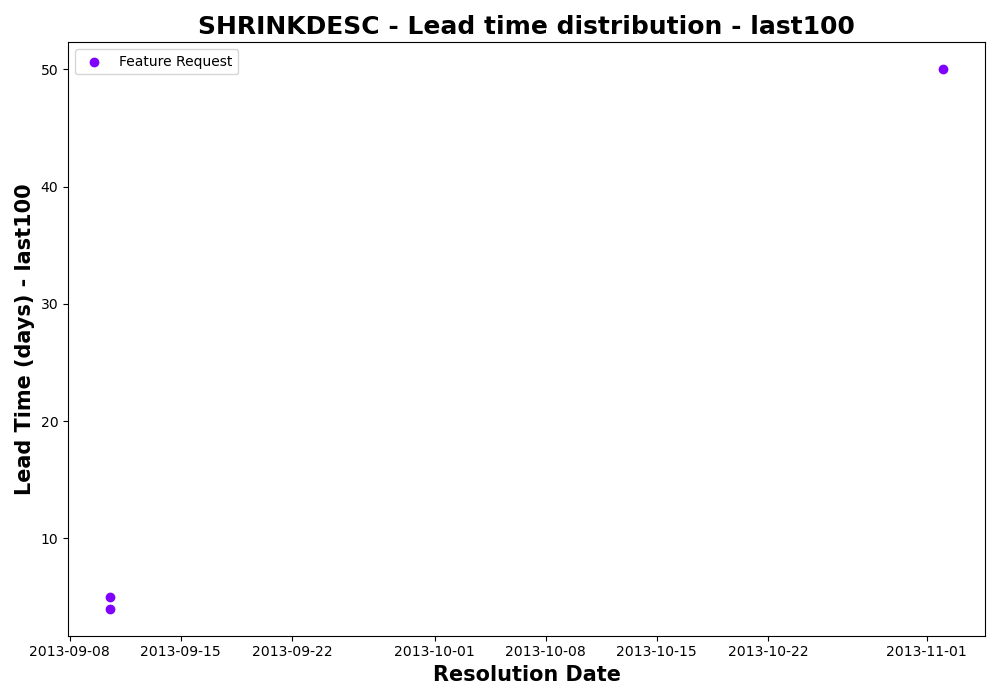 SHRINKDESC - Lead time distribution - last100
Feature Request
Lead Time (days) - last100
50
40
30
20
10
2013-09-08 2013-09-15 2013-09-22 2013-10-01 2013-10-08 2013-10-15 2013-10-22 2013-11-01
Resolution Date